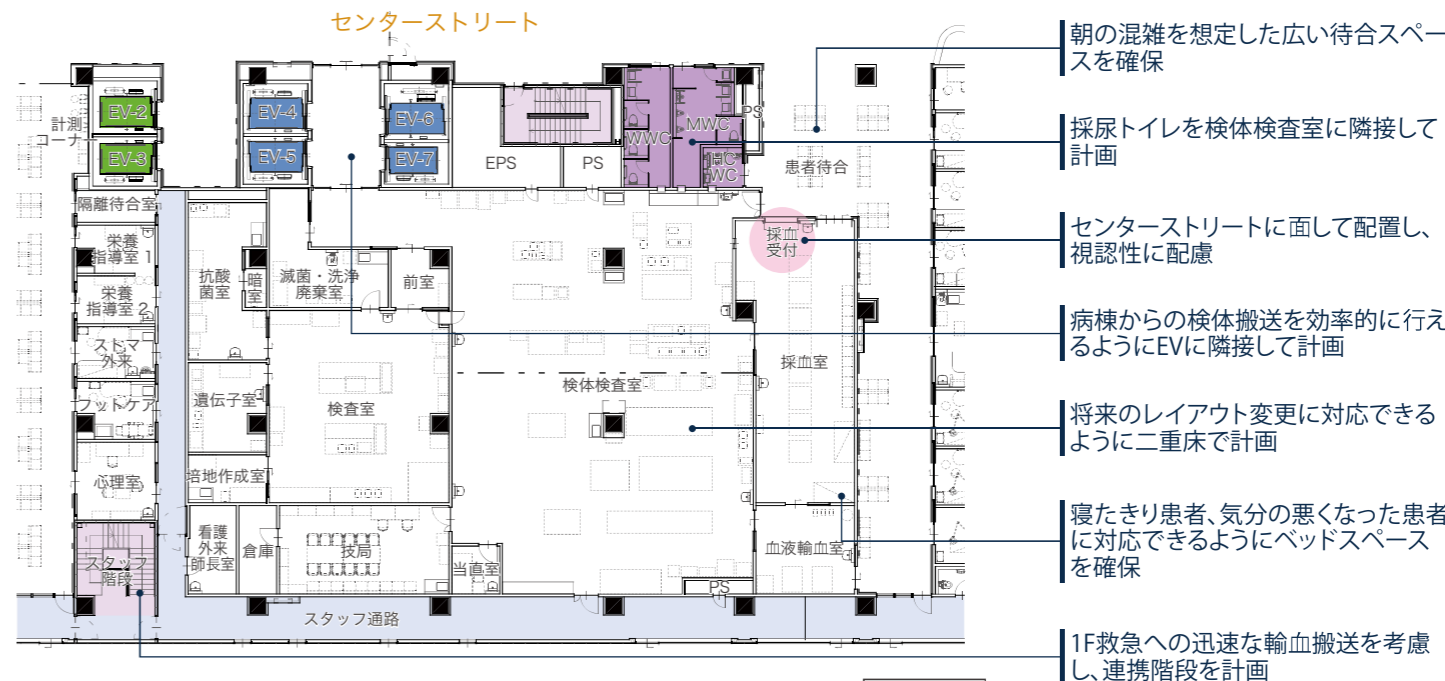 センターストリート
EV-2
EV-3
EV-4
EV-5
EV-6
EV-7
計測
コーナー
EPS
PS
WWC
MWC
HC
WC
PS
患者待合
隔離待合室
栄養
指導室 1
栄養
指導室 2
ストマ
外来
フットケア
心理室
スタッフ
階段
抗酸
菌室
暗
室
滅菌・洗浄
廃棄室
前室
遺伝子室
検査室
培地作成室
看護
外来
師長室
倉庫
技局
当直室
検体検査室
採血
受付
採血室
血液輸血室
PS
スタッフ通路
朝の混雑を想定した広い待合スペー
スを確保
採尿トイレを検体検査室に隣接して
計画
センターストリートに面して配置し、
視認性に配慮
病棟からの検体搬送を効率的に行え
るようにEVに隣接して計画
将来のレイアウト変更に対応できる
ように二重床で計画
寝たきり患者、気分の悪くなった患者
に対応できるようにベッドスペース
を確保
1F救急への迅速な輸血搬送を考慮
し、連携階段を計画